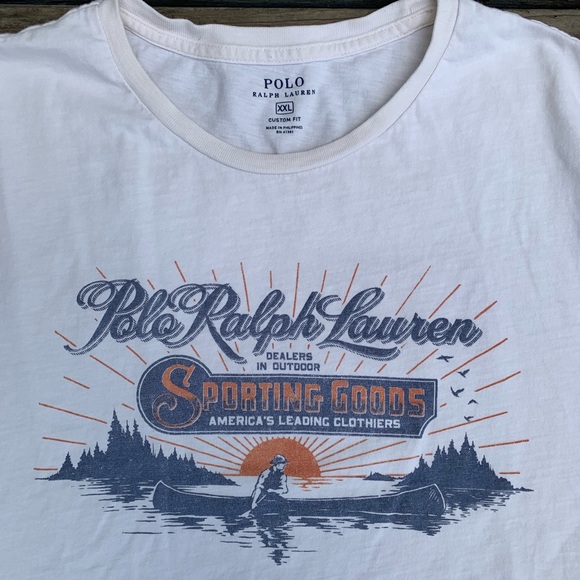 POLO
RALPH LAUREN
XXL
CUSTOM FIT
MADE IN PHILIPPINES
Polo Ralph Lauren
DEALERS
IN OUTDOOR
SPORTING GOODS
AMERICA'S LEADING CLOTHIERS